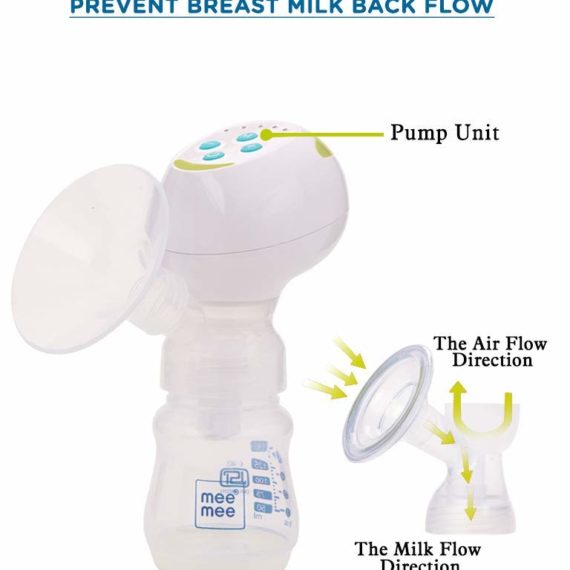 PREVENT BREAST MILK BACK FLOW
Pump Unit
The Air Flow
Direction
mee
mee
The Milk Flow
Direction